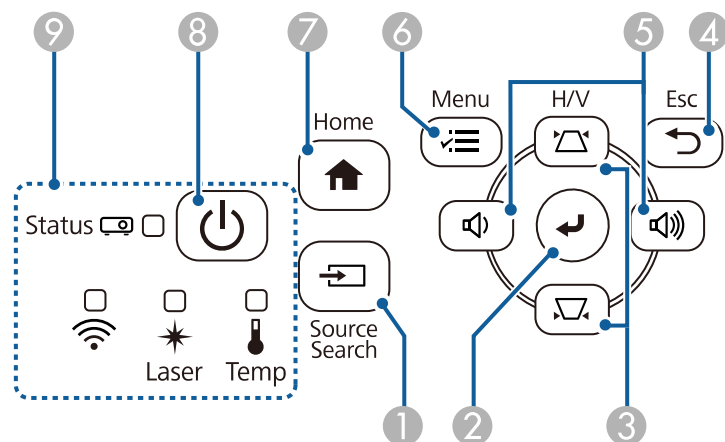 9
8
7
6
5
4
Menu
H/V
Esc
Home
Status
Source
Search
Laser
Temp
1
2
3